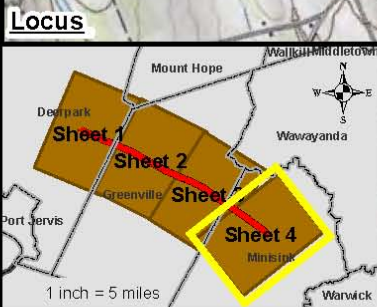 Locus
Wallkill Middletown
Mount Hope
N
W E
S
Deerpark
Sheet 1
Wawayanda
Sheet 2
Greenville
Sheet
Port Jervis
Sheet 4
Minisink
1 inch = 5 miles
Warwick